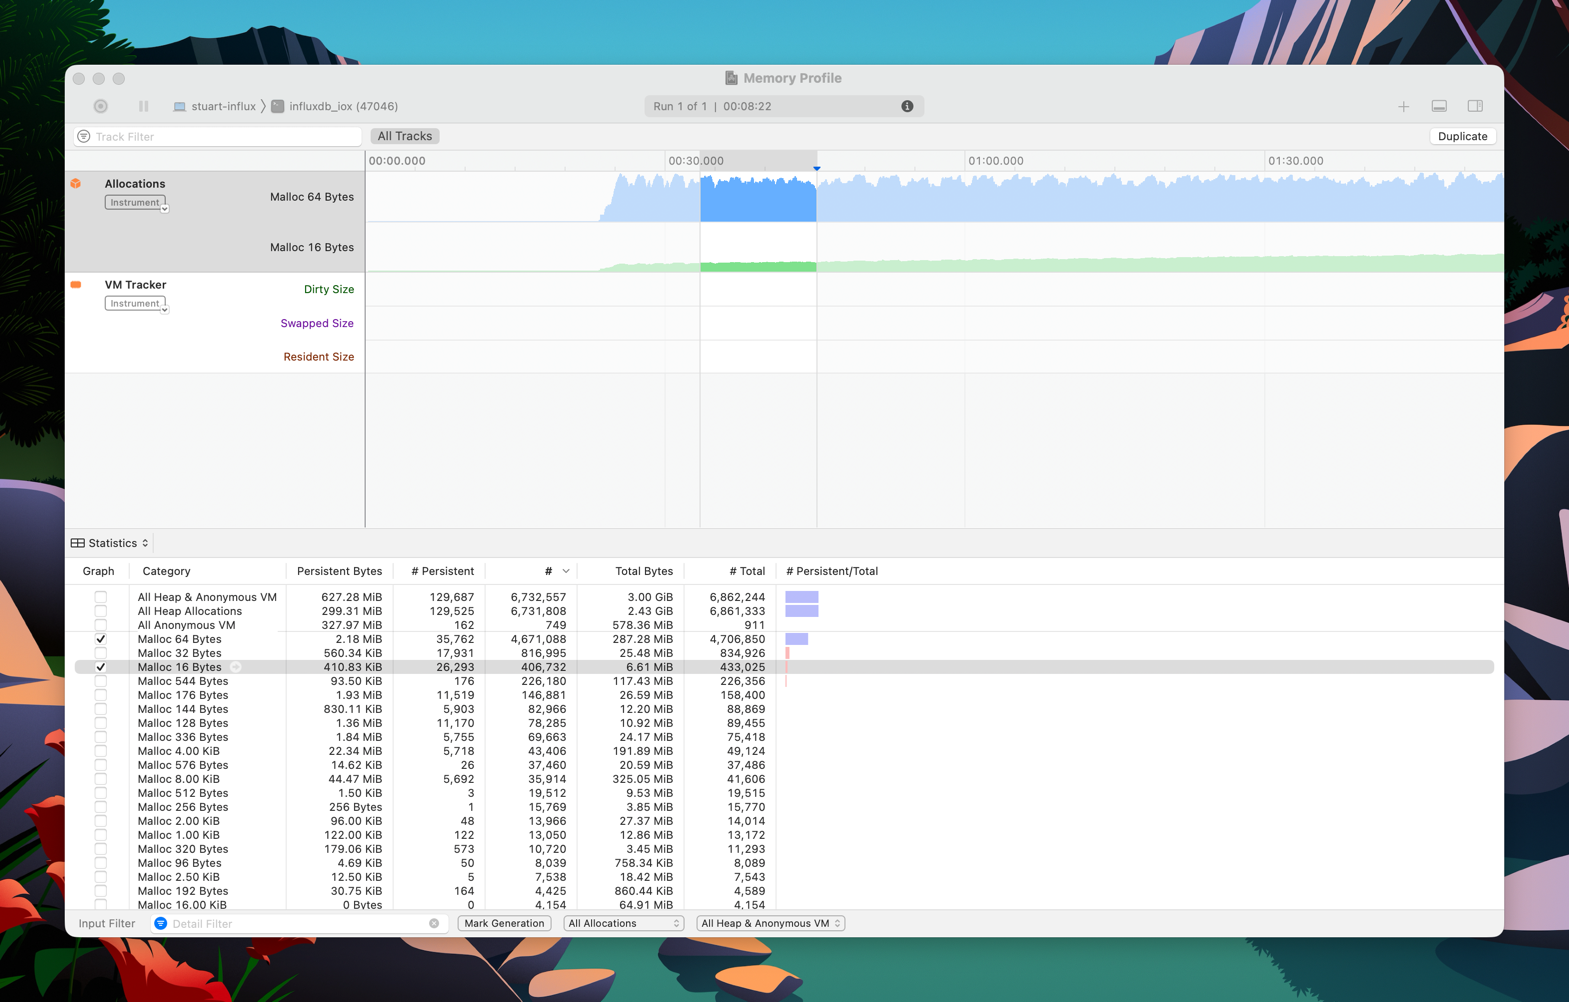 Memory Profile
stuart-influx influxdb_iox (47046) Run 1 of 1 | 00:08:22
Track Filter All Tracks Duplicate
00:00.000 00:30.000 01:00.000 01:30.000
Allocations
Instrument
Malloc 64 Bytes
Malloc 16 Bytes
VM Tracker
Instrument
Dirty Size
Swapped Size
Resident Size
Statistics
Graph Category Persistent Bytes # Persistent # Total Bytes # Total # Persistent/Total
All Heap & Anonymous VM 627.28 MiB 129,687 6,732,557 3.00 GiB 6,862,244
All Heap Allocations 299.31 MiB 129,525 6,731,808 2.43 GiB 6,861,333
All Anonymous VM 327.97 MiB 162 749 578.36 MiB 911
Malloc 64 Bytes 2.18 MiB 35,762 4,671,088 287.28 MiB 4,706,850
Malloc 32 Bytes 560.34 KiB 17,931 816,995 25.48 MiB 834,926
Malloc 16 Bytes 410.83 KiB 26,293 406,732 6.61 MiB 433,025
Malloc 544 Bytes 93.50 KiB 176 226,180 117.43 MiB 226,356
Malloc 176 Bytes 1.93 MiB 11,519 146,881 26.59 MiB 158,400
Malloc 144 Bytes 830.11 KiB 5,903 82,966 12.20 MiB 88,869
Malloc 128 Bytes 1.36 MiB 11,170 78,285 10.92 MiB 89,455
Malloc 336 Bytes 1.84 MiB 5,755 69,663 24.17 MiB 75,418
Malloc 4.00 KiB 22.34 MiB 5,718 43,406 191.89 MiB 49,124
Malloc 576 Bytes 14.62 KiB 26 37,460 20.59 MiB 37,486
Malloc 8.00 KiB 44.47 MiB 5,692 35,914 325.05 MiB 41,606
Malloc 512 Bytes 1.50 KiB 3 19,512 9.53 MiB 19,515
Malloc 256 Bytes 256 Bytes 1 15,769 3.85 MiB 15,770
Malloc 2.00 KiB 96.00 KiB 48 13,966 27.37 MiB 14,014
Malloc 1.00 KiB 122.00 KiB 122 13,050 12.86 MiB 13,172
Malloc 320 Bytes 179.06 KiB 573 10,720 3.45 MiB 11,293
Malloc 96 Bytes 4.69 KiB 50 8,039 758.34 KiB 8,089
Malloc 2.50 KiB 12.50 KiB 5 7,538 18.42 MiB 7,543
Malloc 192 Bytes 30.75 KiB 164 4,425 860.44 KiB 4,589
Malloc 16.00 KiB 0 Bytes 0 4,154 64.91 MiB 4,154
Input Filter Detail Filter Mark Generation All Allocations All Heap & Anonymous VM